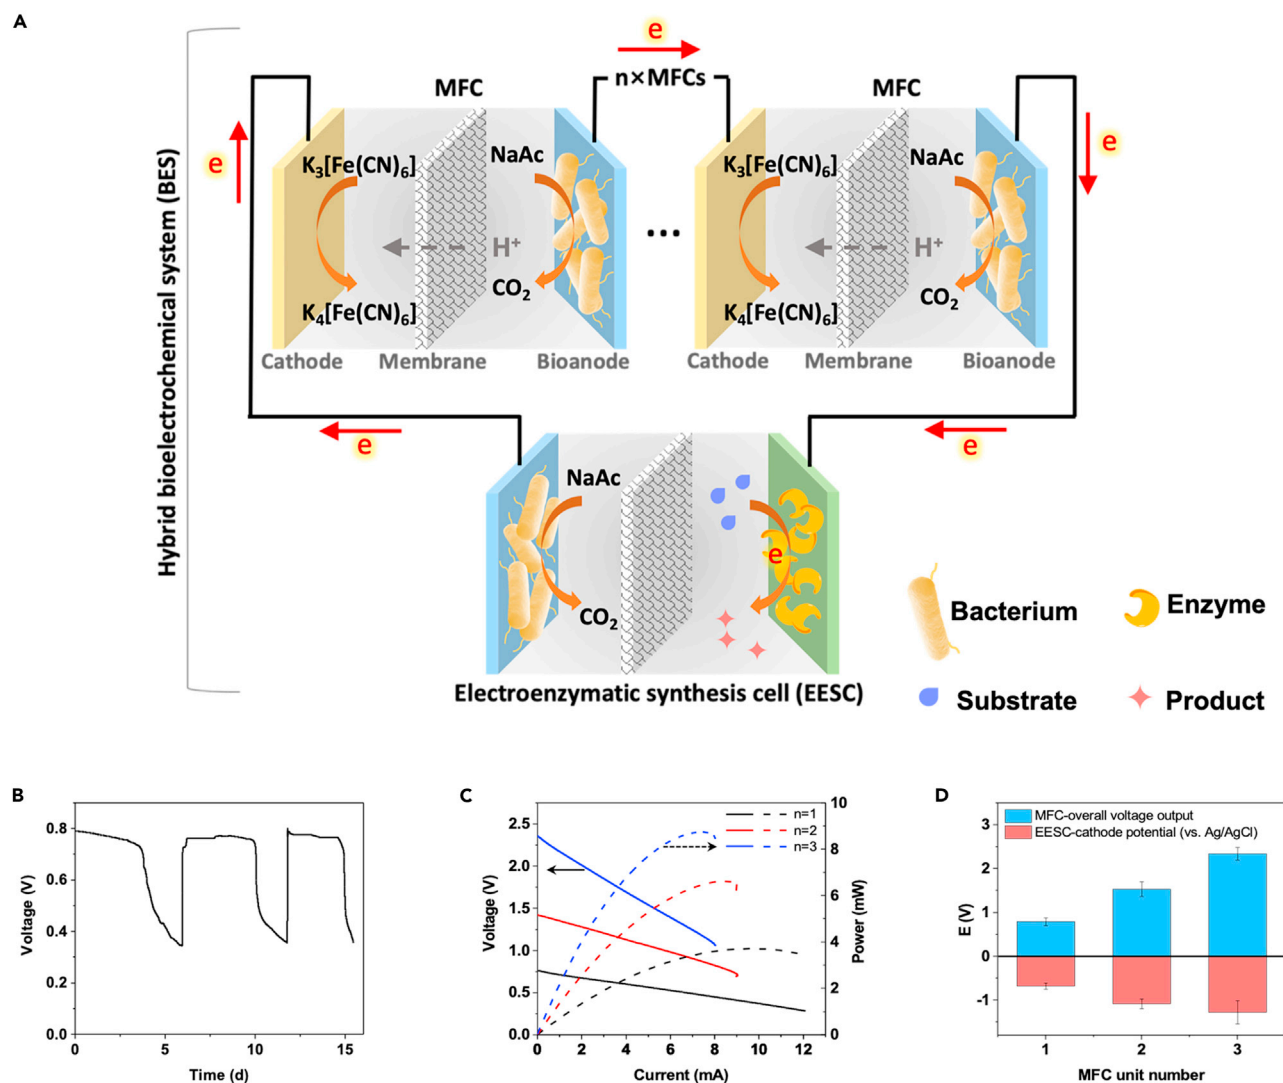 A
Hybrid bioelectrochemical system (BES)
e
n×MFCs
MFC
MFC
e
e
K₃[Fe(CN)₆]
NaAc
K₃[Fe(CN)₆]
NaAc
...
H⁺
H⁺
CO₂
CO₂
K₄[Fe(CN)₆]
K₄[Fe(CN)₆]
Cathode
Membrane
Bioanode
Cathode
Membrane
Bioanode
e
e
NaAc
e
CO₂
Electroenzymatic synthesis cell (EESC)
Bacterium
Enzyme
Substrate
Product
B
Voltage (V)
0.8
0.6
0.4
0.2
0.0
0
5
10
15
Time (d)
C
Voltage (V)
2.5
2.0
1.5
1.0
0.5
0.0
0
2
4
6
8
10
12
Current (mA)
n=1
n=2
n=3
10
8
6
4
2
0
Power (mW)
D
E (V)
3
2
1
0
-1
MFC-overall voltage output
EESC-cathode potential (vs. Ag/AgCl)
1
2
3
MFC unit number